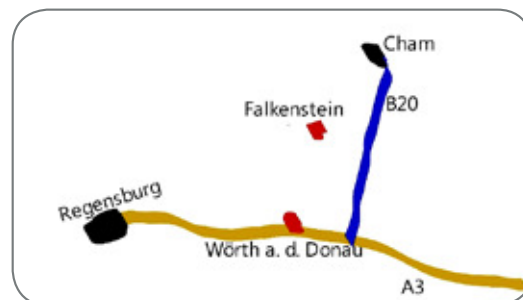 Cham
B20
Falkenstein
Regensburg
Wörth a. d. Donau
A3